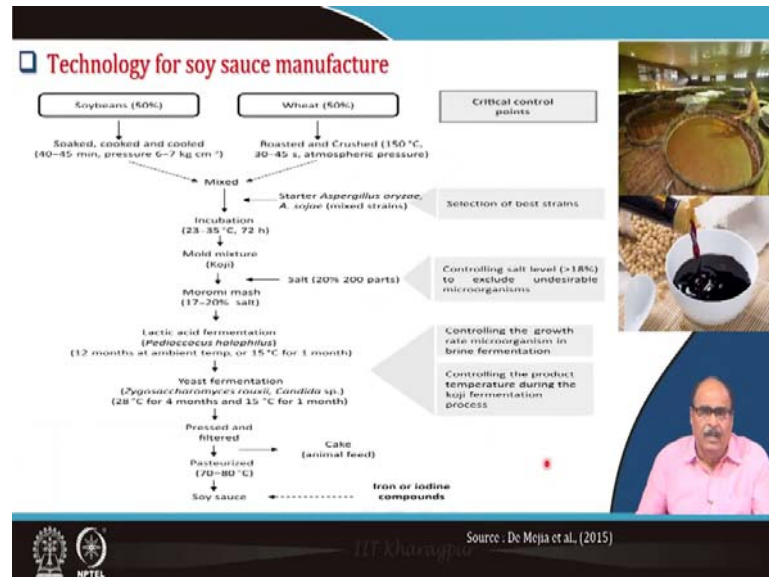 Technology for soy sauce manufacture
Soybeans (50%)
Wheat (50%)
Critical control
points
Soaked, cooked and cooled
(40–45 min, pressure 6–7 kg cm⁻²)
Roasted and Crushed (150 °C,
30–45 s, atmospheric pressure)
Mixed
Starter Aspergillus oryzae,
A. sojae (mixed strains)
Selection of best strains
Incubation
(23–35 °C, 72 h)
Mold mixture
(Koji)
Salt (20% 200 parts)
Controlling salt level (>18%)
to exclude undesirable
microorganisms
Moromi mash
(17–20% salt)
Lactic acid fermentation
(Pediococcus halophilus)
(12 months at ambient temp. or 15 °C for 1 month)
Controlling the growth
rate microorganism in
brine fermentation
Yeast fermentation
(Zygosaccharomyces rouxii, Candida sp.)
(28 °C for 4 months and 15 °C for 1 month)
Controlling the product
temperature during the
koji fermentation
process
Pressed and
filtered
Cake
(animal feed)
Pasteurized
(70–80 °C)
Soy sauce
Iron or iodine
compounds
Source : De Mejia et al., (2015)
IIT Kharagpur
NPTEL